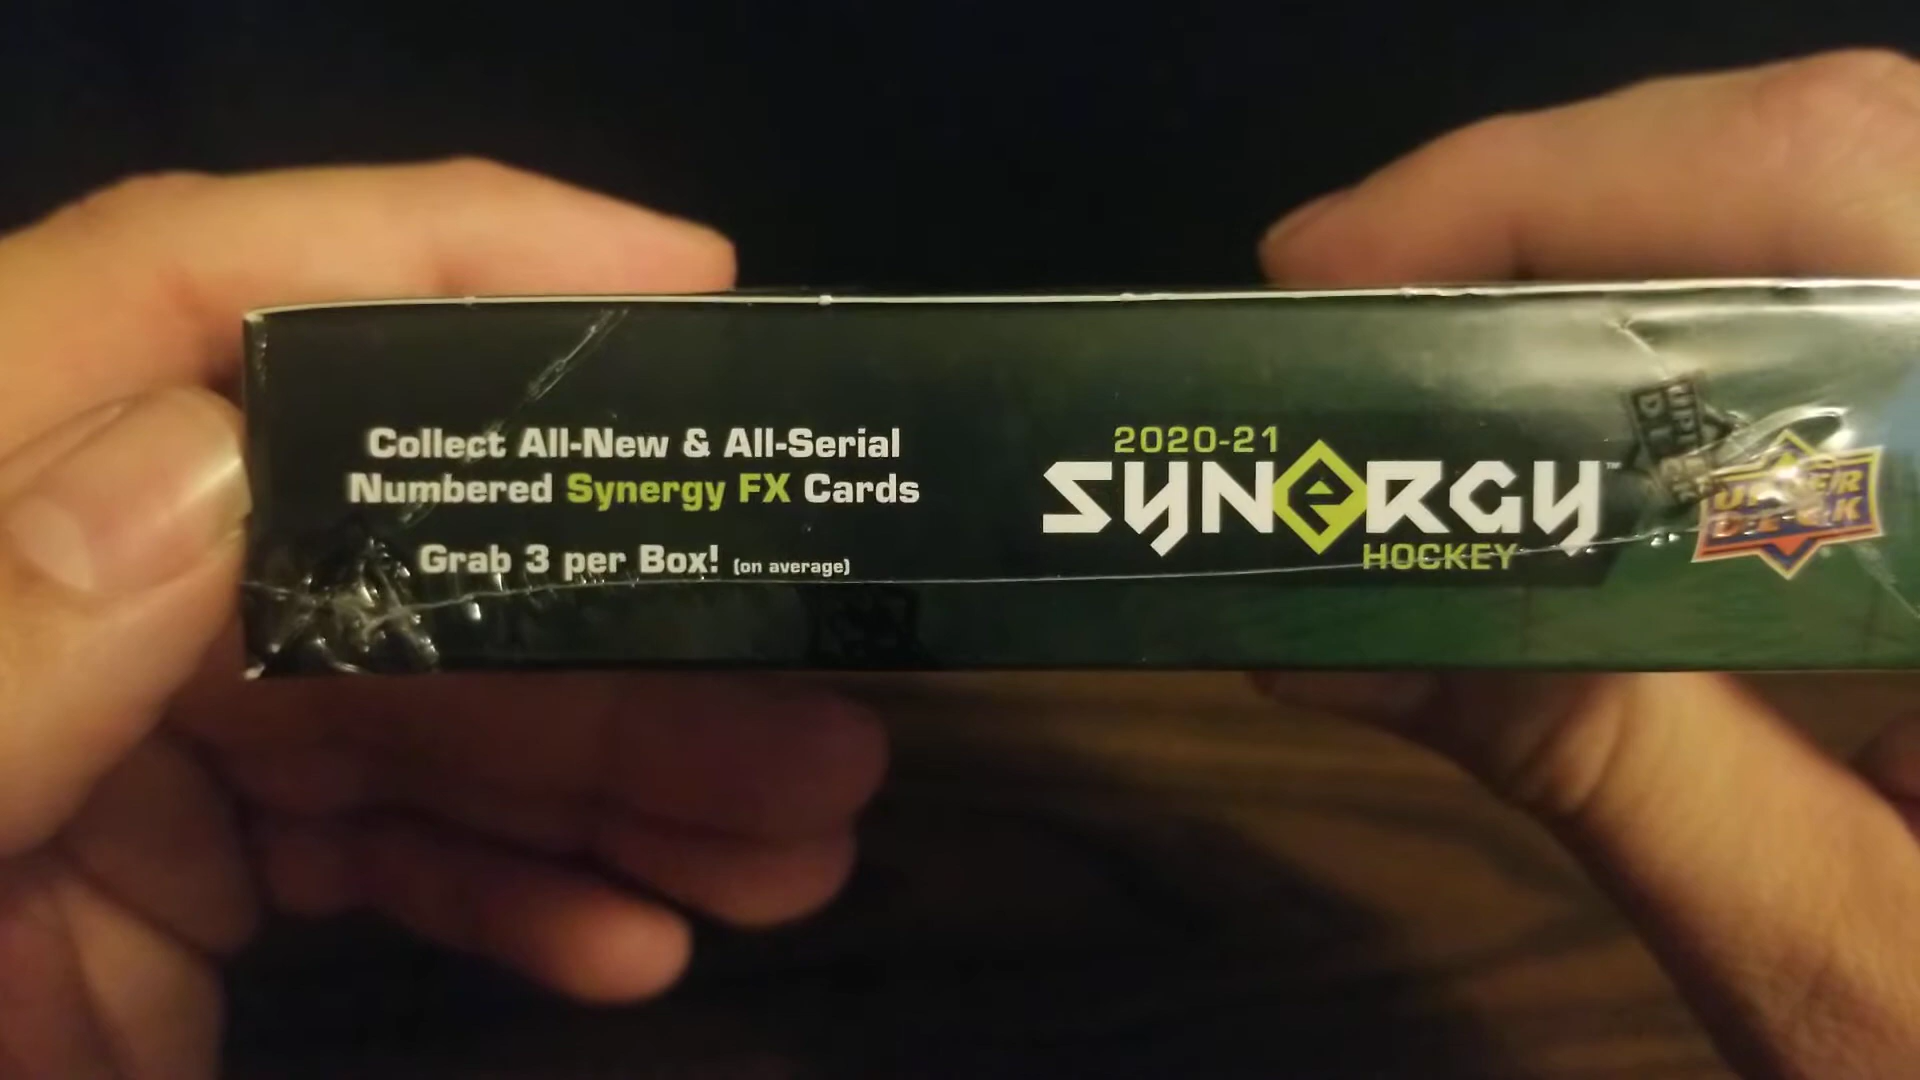 Collect All-New & All-Serial
Numbered Synergy FX Cards
Grab 3 per Box! (on average)
2020-21
SYNERGY™
HOCKEY
UPPER
DECK